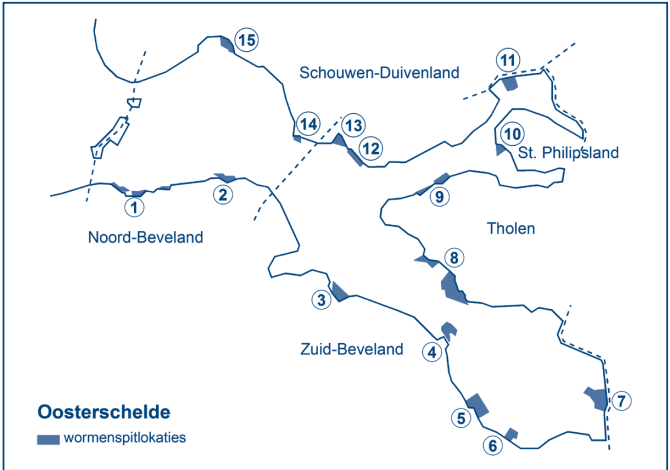 15
11
Schouwen-Duivenland
14
13
12
10
St. Philipsland
1
2
9
Noord-Beveland
Tholen
8
3
Zuid-Beveland
4
7
Oosterschelde
5
wormenspitlokaties
6